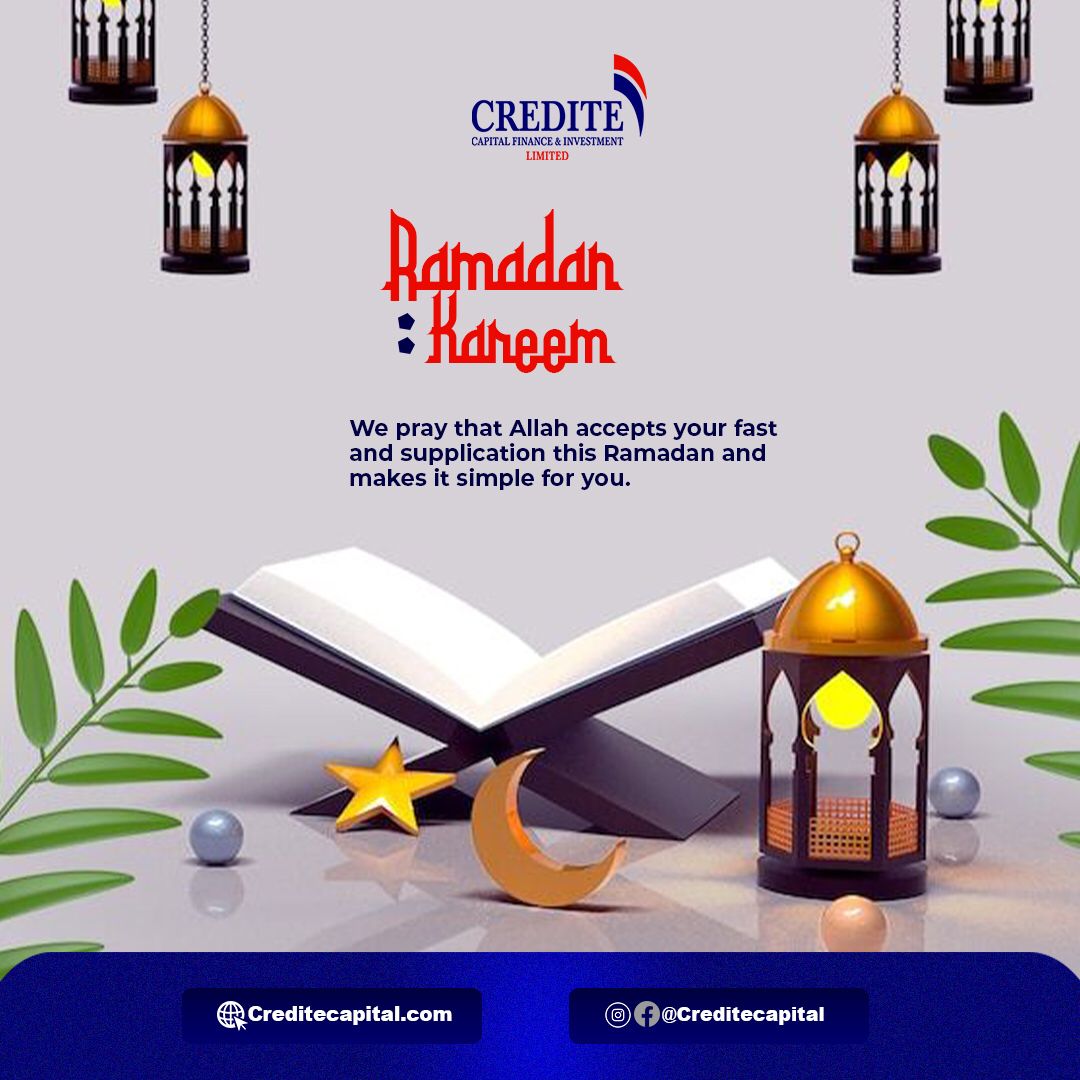 CREDITE
CAPITAL FINANCE & INVESTMENT
LIMITED
Ramadan
Kareem
We pray that Allah accepts your fast
and supplication this Ramadan and
makes it simple for you.
Creditecapital.com
@Creditecapital